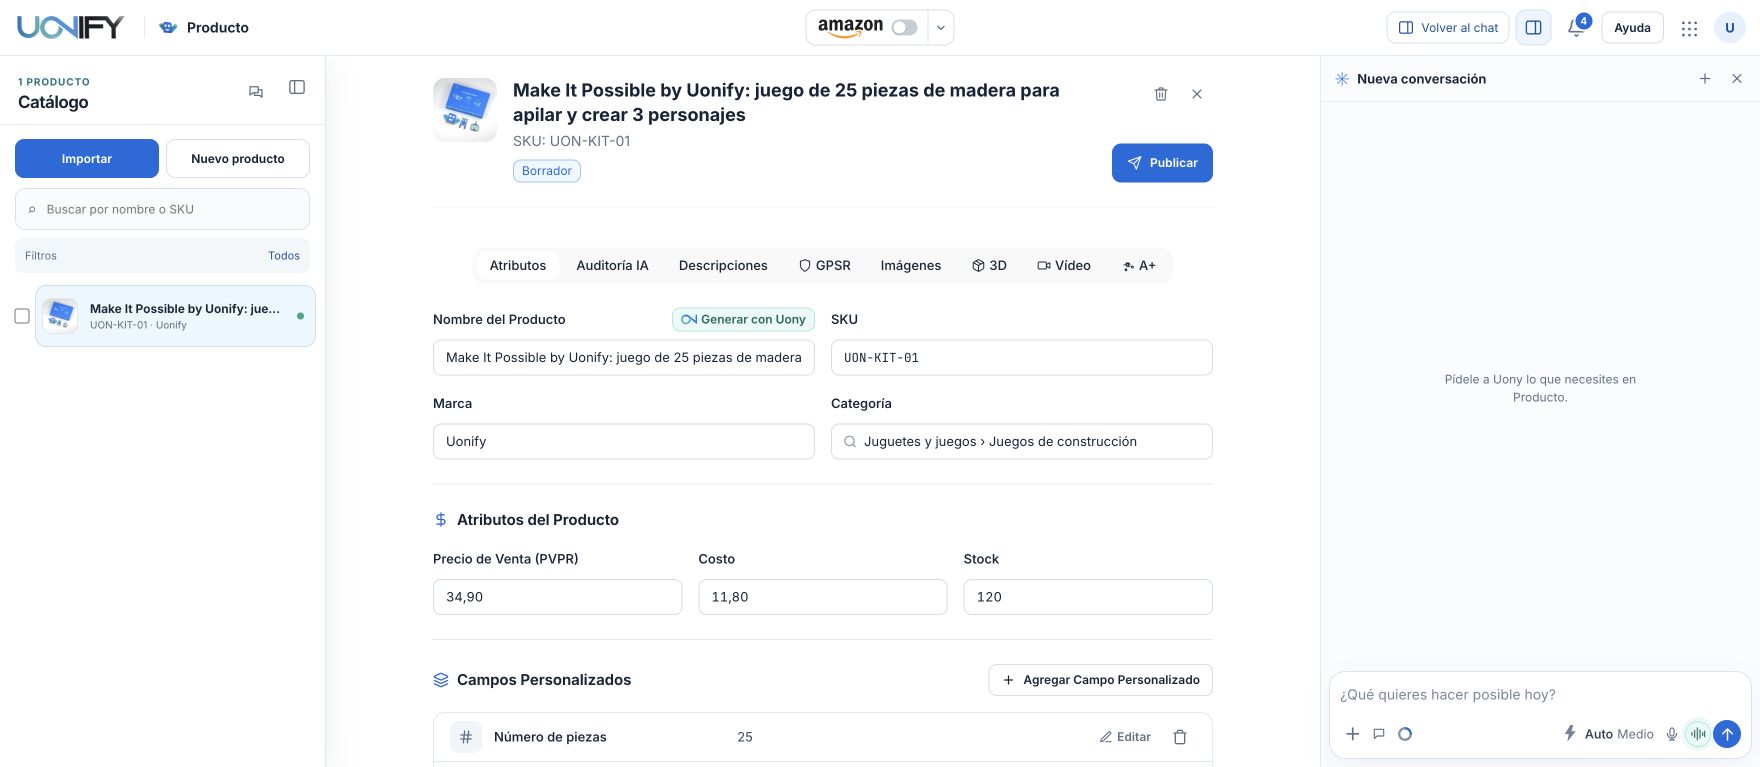 UONIFY
Producto
amazon
Volver al chat
4
Ayuda
U
1 PRODUCTO
Catálogo
Importar
Nuevo producto
Buscar por nombre o SKU
Filtros
Todos
Make It Possible by Uonify: jue...
UON-KIT-01 · Uonify
Make It Possible by Uonify: juego de 25 piezas de madera para
apilar y crear 3 personajes
SKU: UON-KIT-01
Borrador
Publicar
Atributos
Auditoría IA
Descripciones
GPSR
Imágenes
3D
Vídeo
A+
Nombre del Producto
Generar con Uony
SKU
Make It Possible by Uonify: juego de 25 piezas de madera
UON-KIT-01
Marca
Categoría
Uonify
Juguetes y juegos › Juegos de construcción
Atributos del Producto
Precio de Venta (PVPR)
Costo
Stock
34,90
11,80
120
Campos Personalizados
Agregar Campo Personalizado
Número de piezas
25
Editar
Nueva conversación
Pídele a Uony lo que necesites en
Producto.
¿Qué quieres hacer posible hoy?
Auto Medio